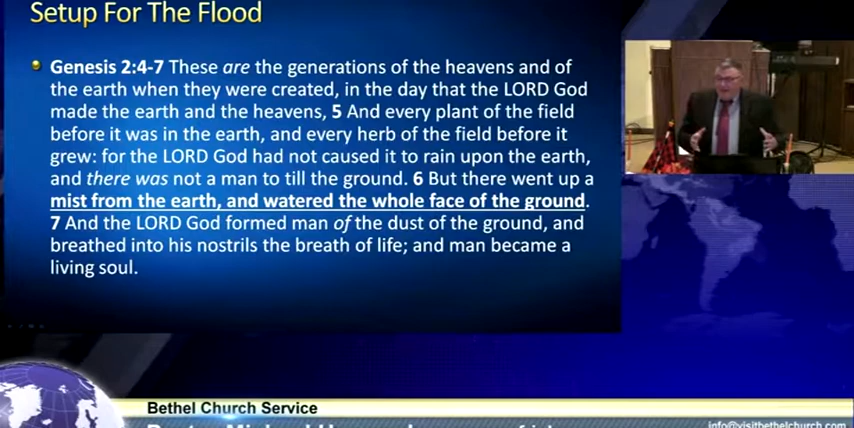 Setup For The Flood
Genesis 2:4-7 These are the generations of the heavens and of
the earth when they were created, in the day that the LORD God
made the earth and the heavens, 5 And every plant of the field
before it was in the earth, and every herb of the field before it
grew: for the LORD God had not caused it to rain upon the earth,
and there was not a man to till the ground. 6 But there went up a
mist from the earth, and watered the whole face of the ground.
7 And the LORD God formed man of the dust of the ground, and
breathed into his nostrils the breath of life; and man became a
living soul.
Bethel Church Service
info@visitbethelchurch.com